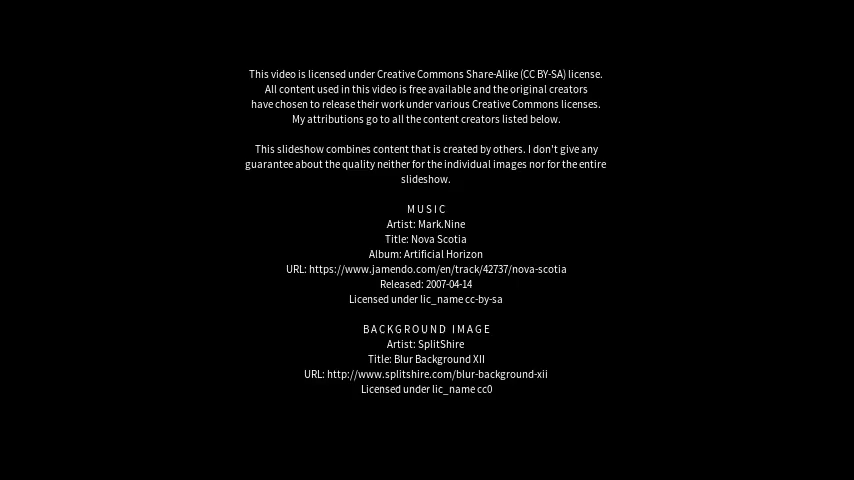 This video is licensed under Creative Commons Share-Alike (CC BY-SA) license.
All content used in this video is free available and the original creators
have chosen to release their work under various Creative Commons licenses.
My attributions go to all the content creators listed below.
This slideshow combines content that is created by others. I don't give any
guarantee about the quality neither for the individual images nor for the entire
slideshow.
MUSIC
Artist: Mark.Nine
Title: Nova Scotia
Album: Artificial Horizon
URL: https://www.jamendo.com/en/track/42737/nova-scotia
Released: 2007-04-14
Licensed under lic_name cc-by-sa
BACKGROUND IMAGE
Artist: SplitShire
Title: Blur Background XII
URL: http://www.splitshire.com/blur-background-xii
Licensed under lic_name cc0